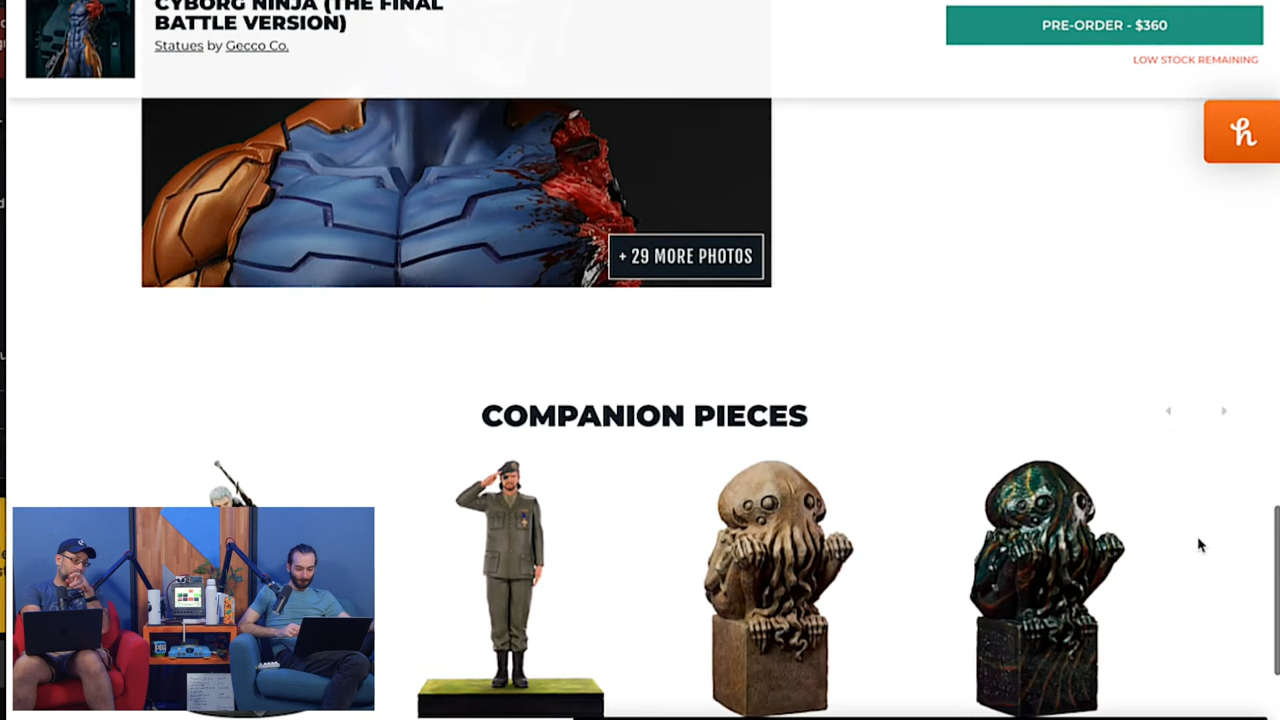 CYBORG NINJA (THE FINAL
BATTLE VERSION)
Statues by Gecco Co.
PRE-ORDER - $360
LOW STOCK REMAINING
+ 29 MORE PHOTOS
COMPANION PIECES